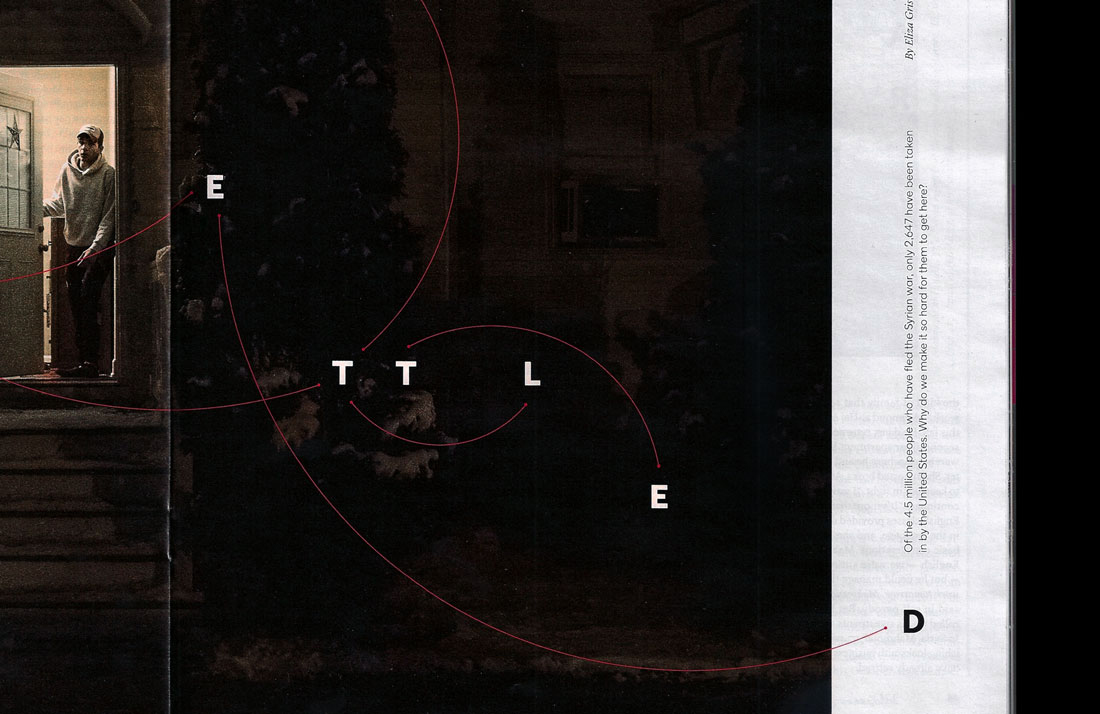 E
T T L
E
D
By Eliza Gris
Of the 4.5 million people who have fled the Syrian war, only 2,647 have been taken
in by the United States. Why do we make it so hard for them to get here?